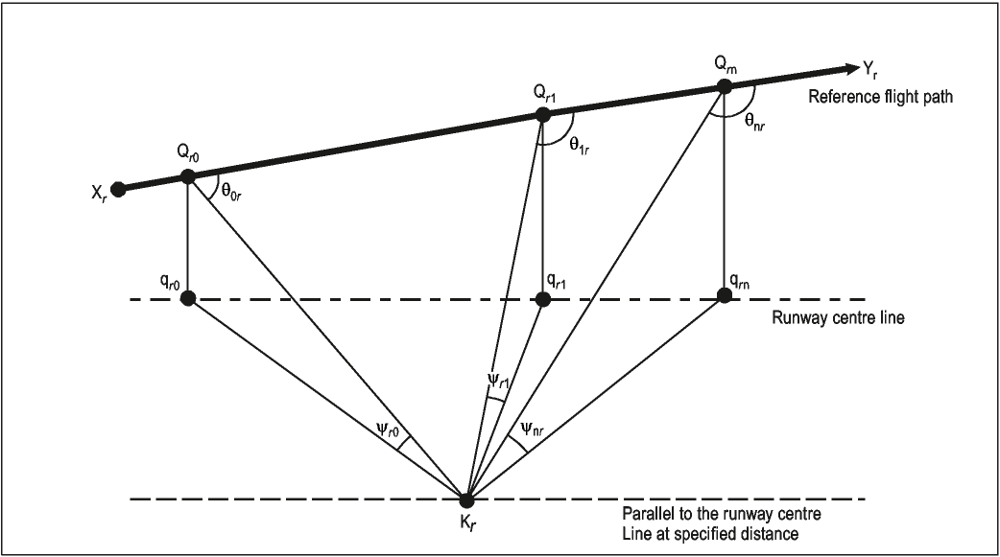 Qrn
Yr
Qr1
Reference flight path
θnr
θ1r
Qr0
θ0r
Xr
qr0
qr1
qrn
Runway centre line
ψr1
ψr0
ψnr
Kr
Parallel to the runway centre
Line at specified distance